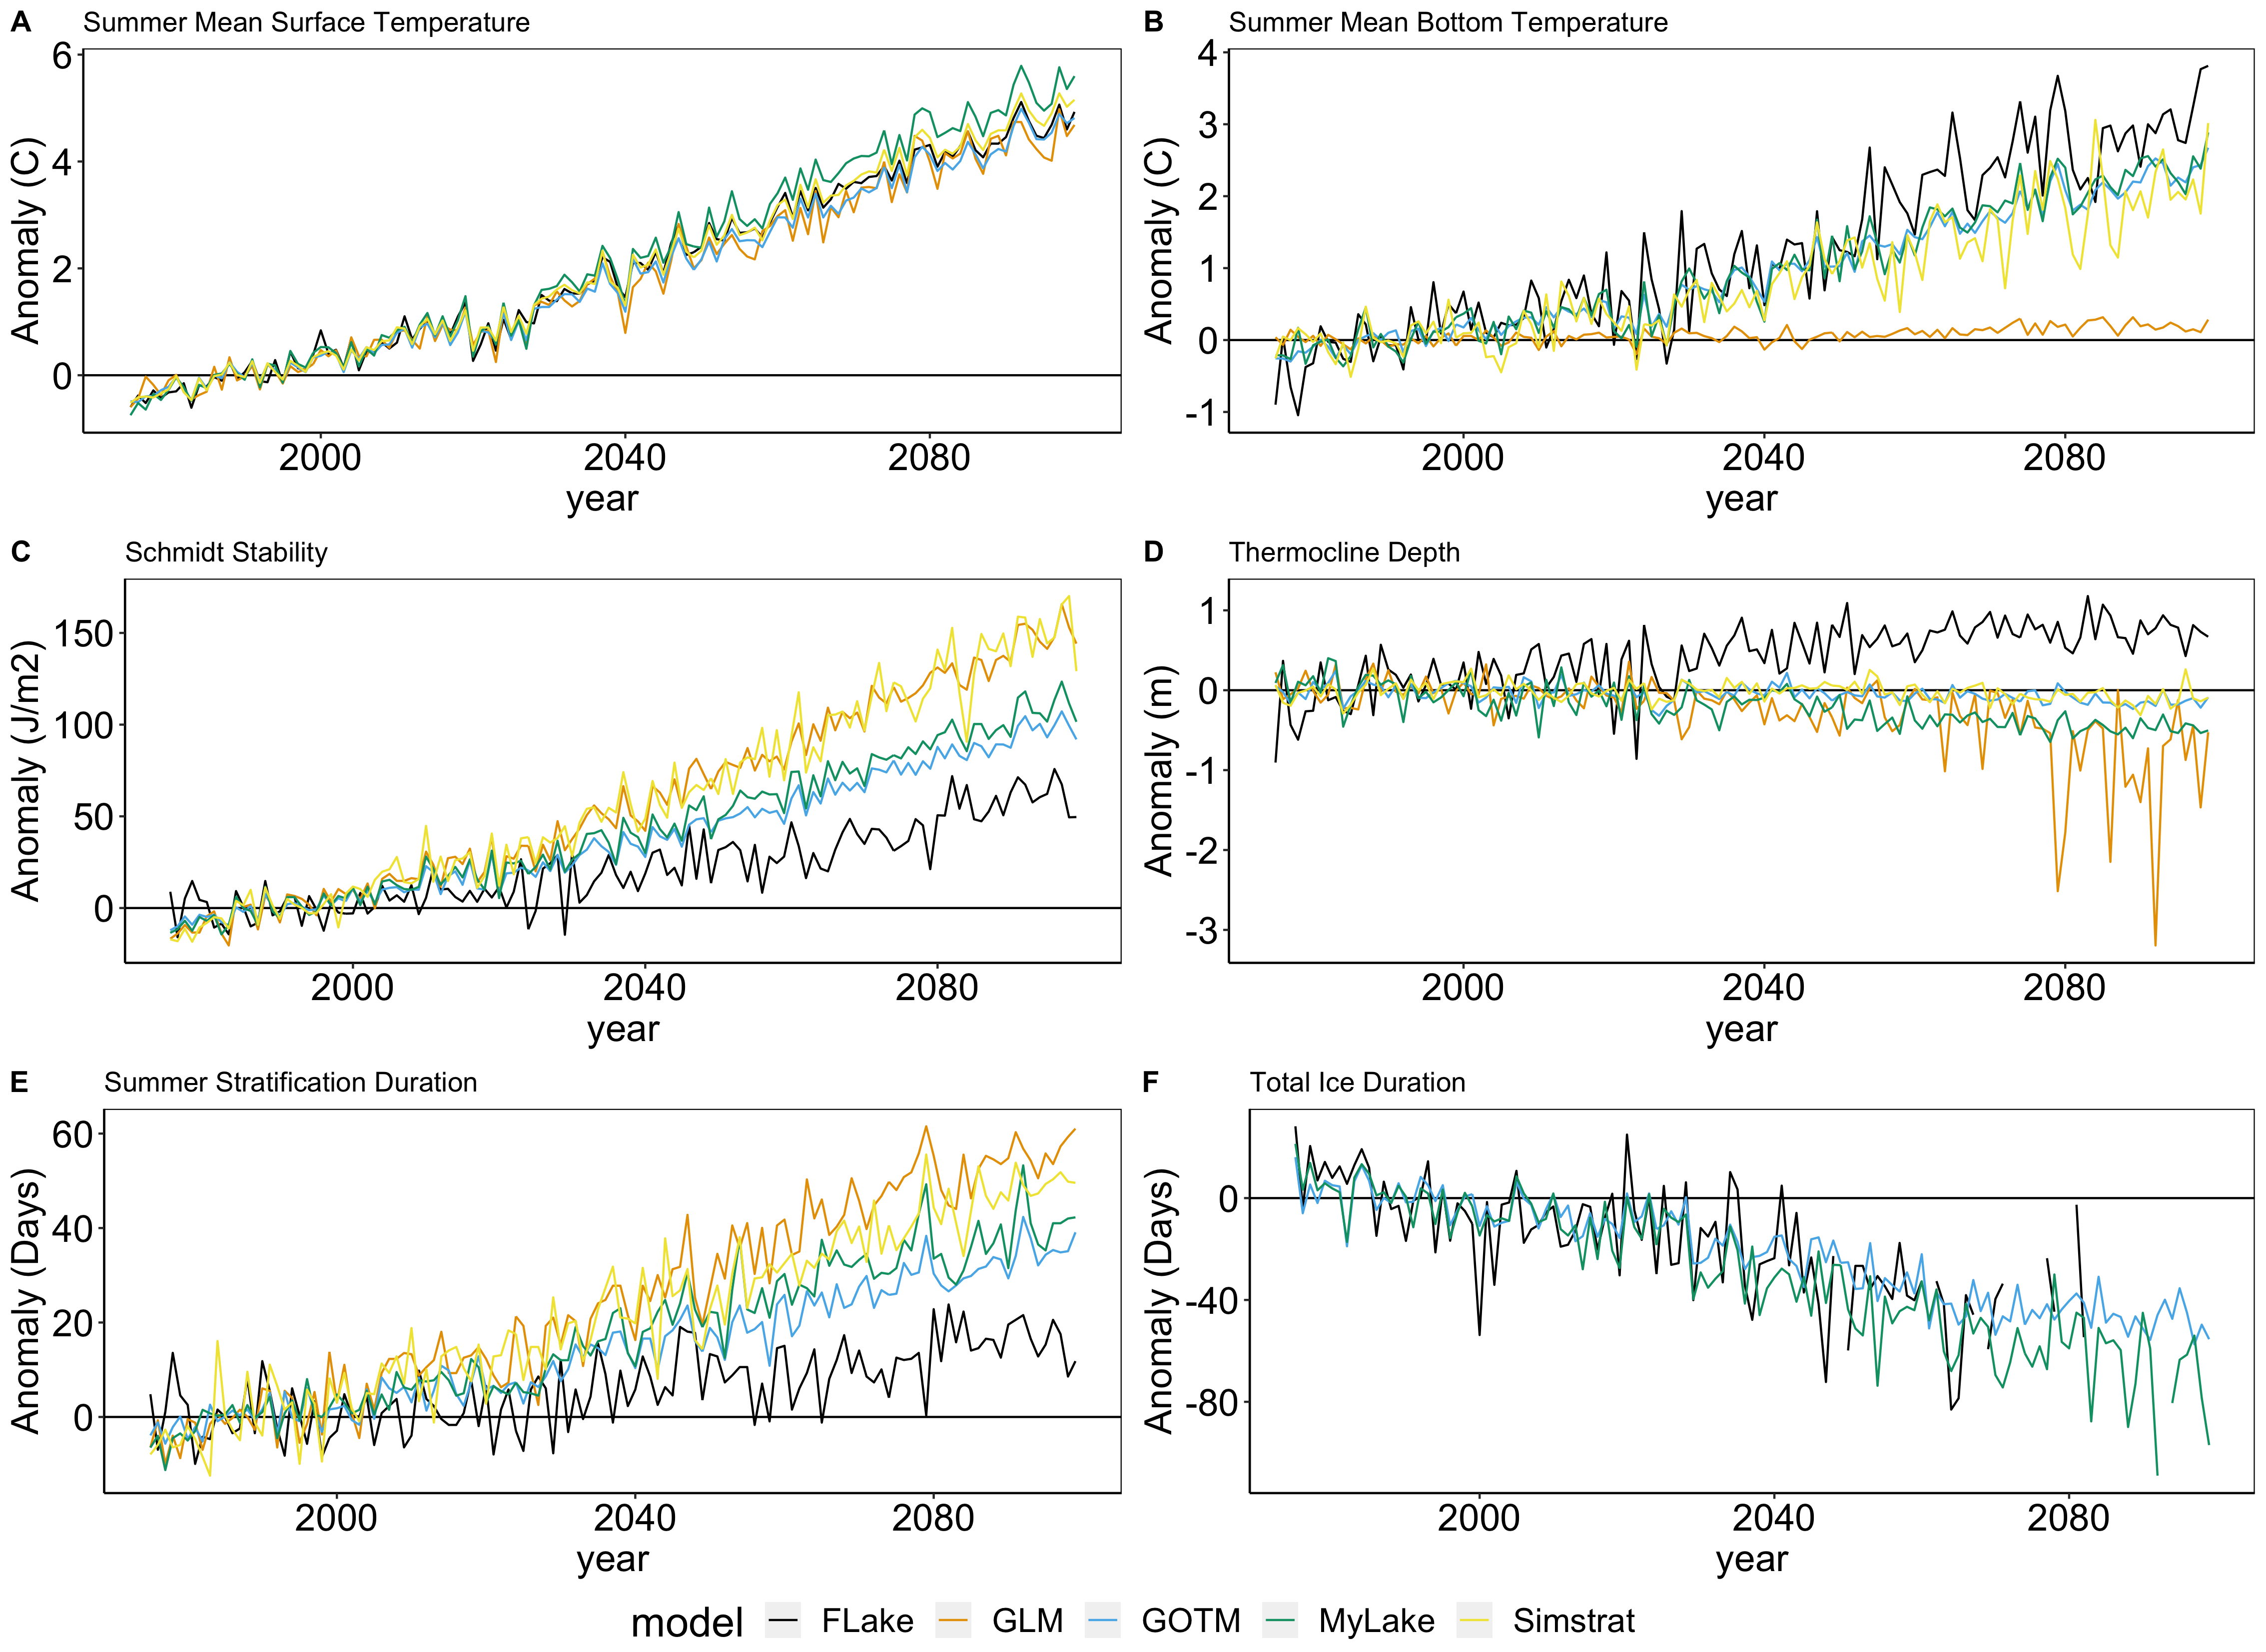 A Summer Mean Surface Temperature
Anomaly (C)
6
4
2
0
2000 2040 2080
year
B Summer Mean Bottom Temperature
Anomaly (C)
4
3
2
1
0
-1
2000 2040 2080
year
C Schmidt Stability
Anomaly (J/m2)
150
100
50
0
2000 2040 2080
year
D Thermocline Depth
Anomaly (m)
1
0
-1
-2
-3
2000 2040 2080
year
E Summer Stratification Duration
Anomaly (Days)
60
40
20
0
2000 2040 2080
year
F Total Ice Duration
Anomaly (Days)
0
-40
-80
2000 2040 2080
year
model FLake GLM GOTM MyLake Simstrat